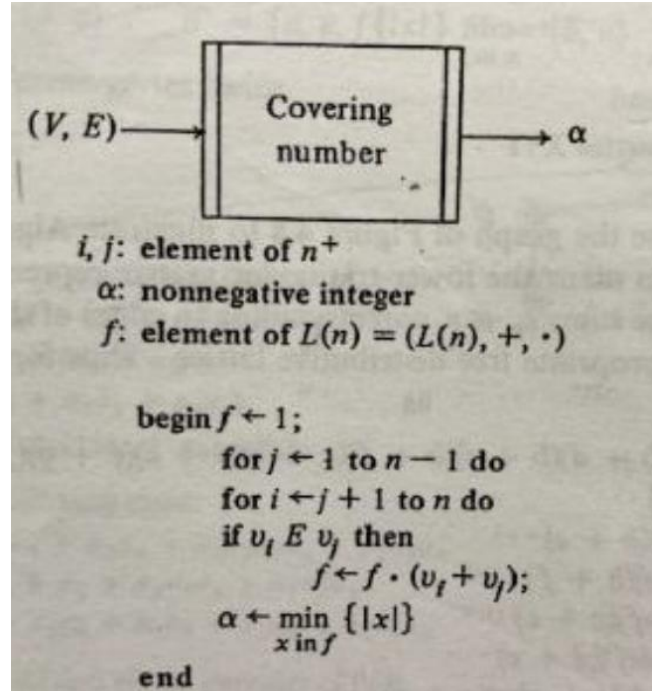 (V, E)
Covering
number
α
i, j: element of n⁺
α: nonnegative integer
f: element of L(n) = (L(n), +, ·)
begin f ← 1;
for j ← 1 to n − 1 do
for i ← j + 1 to n do
if vᵢ E vⱼ then
f ← f · (vᵢ + vⱼ);
α ← min {|x|}
x in f
end